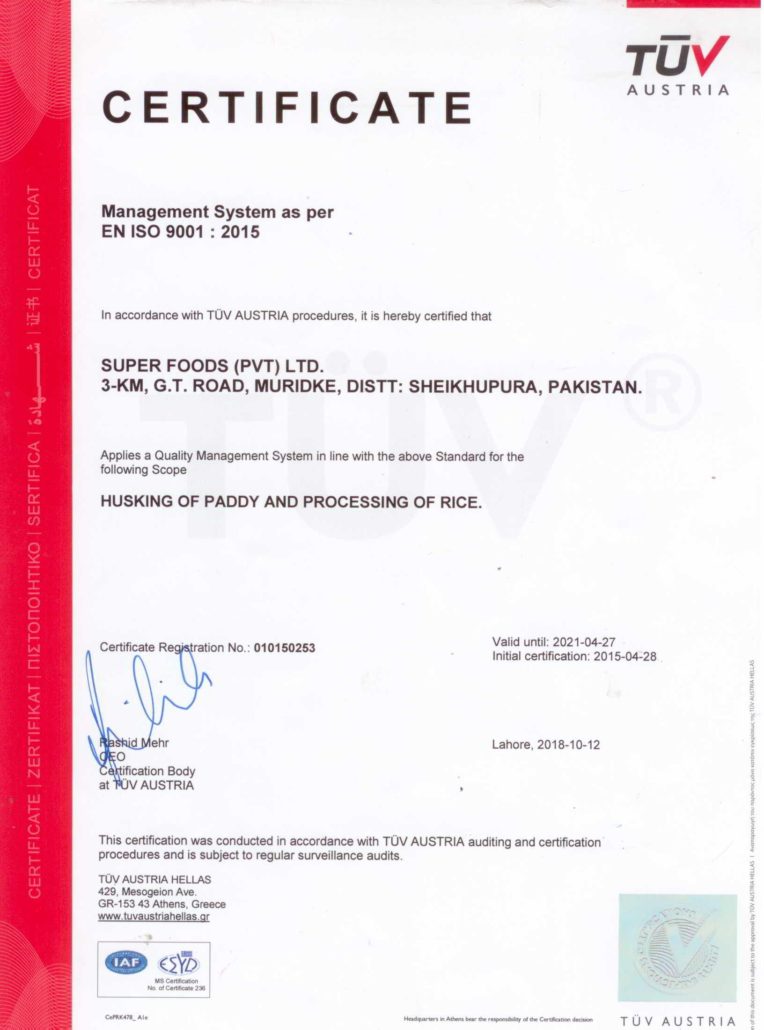 TÜV
AUSTRIA
CERTIFICATE
Management System as per
EN ISO 9001 : 2015
In accordance with TÜV AUSTRIA procedures, it is hereby certified that
SUPER FOODS (PVT) LTD.
3-KM, G.T. ROAD, MURIDKE, DISTT: SHEIKHUPURA, PAKISTAN.
TÜV®
Applies a Quality Management System in line with the above Standard for the
following Scope
HUSKING OF PADDY AND PROCESSING OF RICE.
Certificate Registration No.: 010150253
Valid until: 2021-04-27
Initial certification: 2015-04-28
Rashid Mehr
CEO
Certification Body
at TÜV AUSTRIA
Lahore, 2018-10-12
This certification was conducted in accordance with TÜV AUSTRIA auditing and certification
procedures and is subject to regular surveillance audits.
TÜV AUSTRIA HELLAS
429, Mesogeion Ave.
GR-153 43 Athens, Greece
www.tuvaustriahellas.gr
IAF
ΕΣΥΔ
MS Certification
No. of Certificate 236
CePRK478_ A1e
Headquarters in Athens bear the responsibility of the Certification decision
TÜV AUSTRIA
CERTIFICATE | ZERTIFIKAT | ΠΙΣΤΟΠΟΙΗΤΙΚΟ | SERTIFICA | شــهادة | 证书 | CERTIFICAT
of this document is subject to the approval by TÜV AUSTRIA HELLAS |